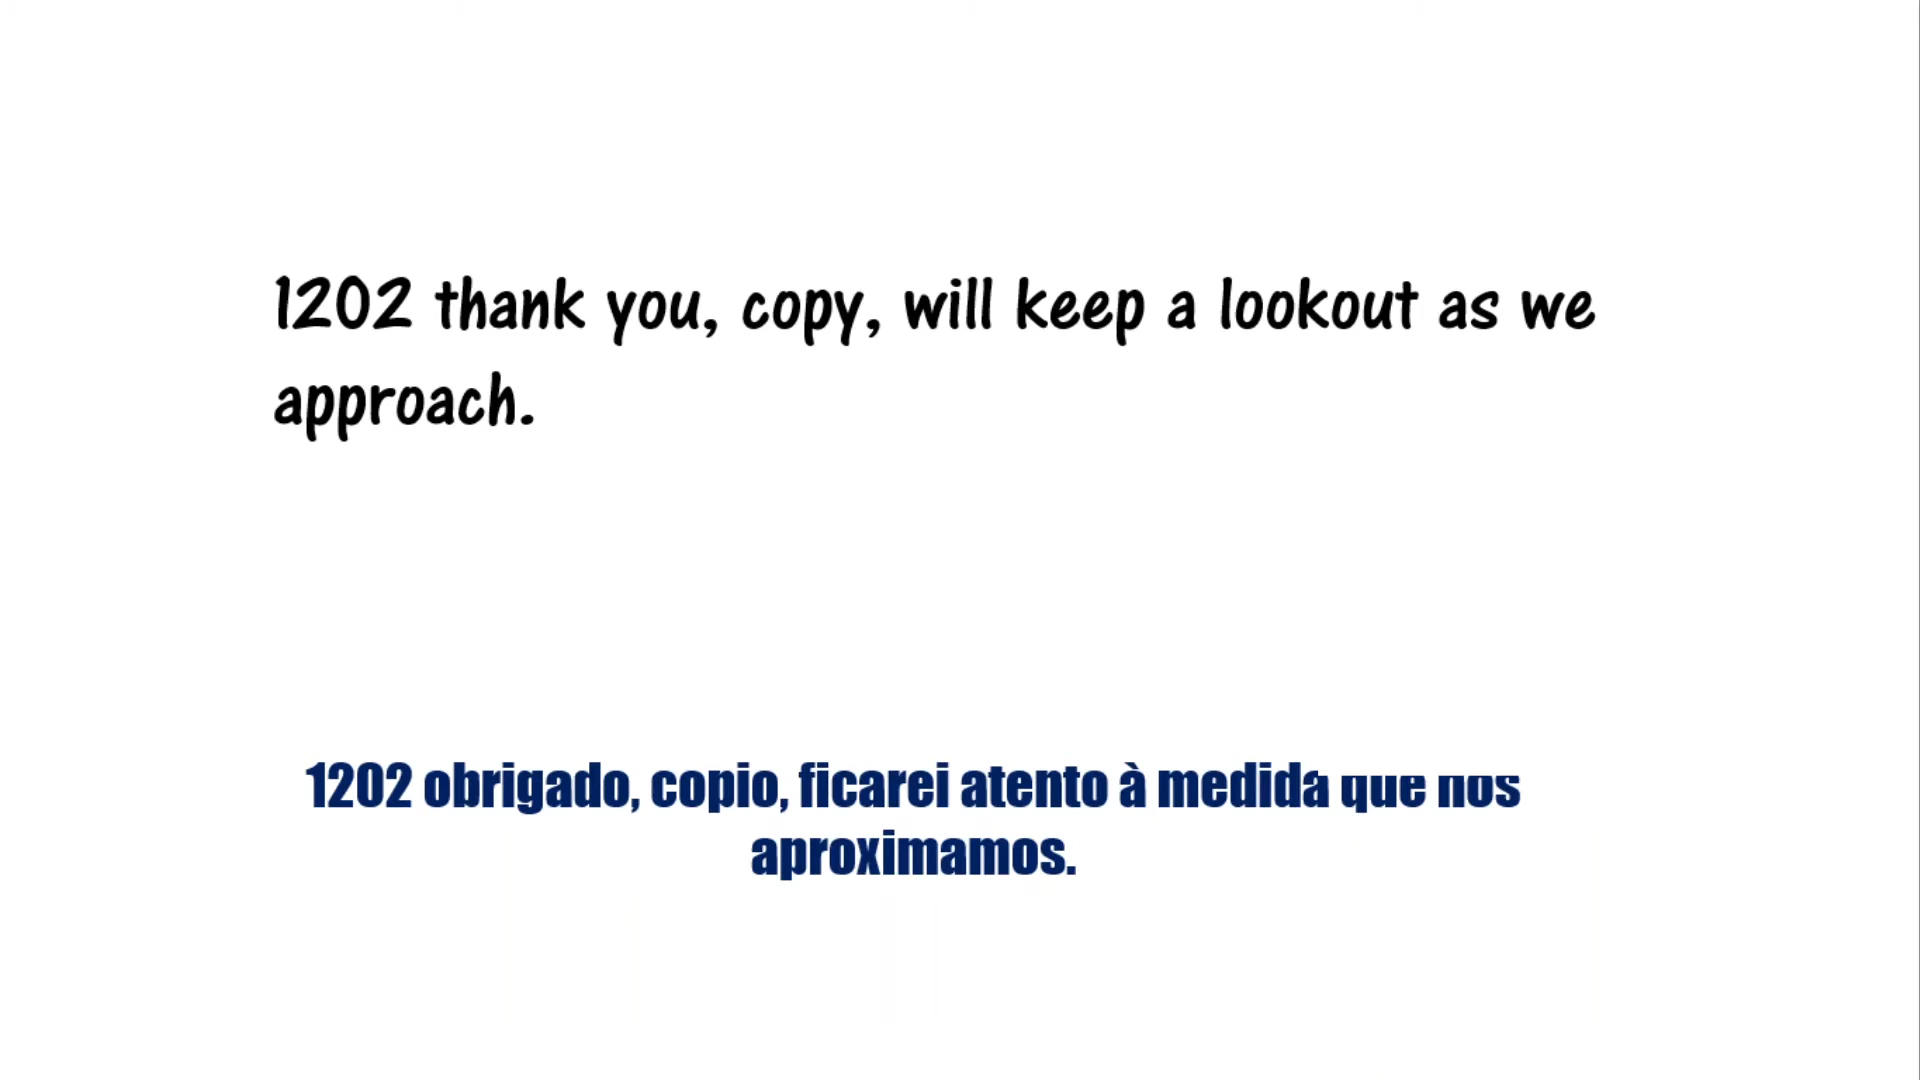 1202 thank you, copy, will keep a lookout as we
approach.
1202 obrigado, copio, ficarei atento à medida que nos
aproximamos.